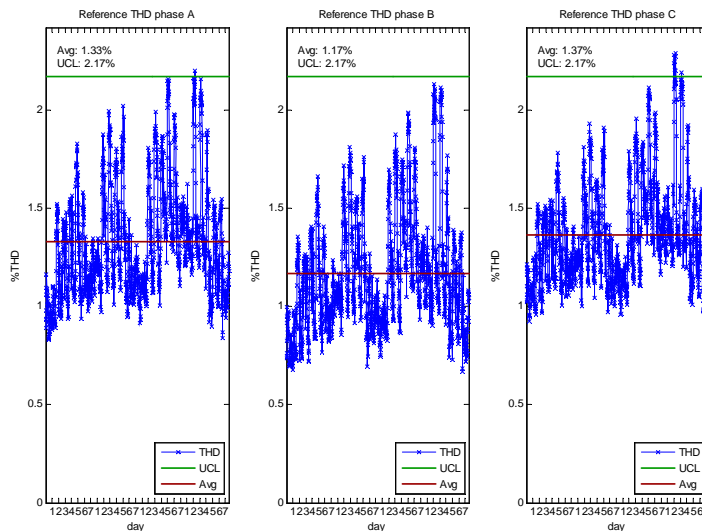 Reference THD phase A
Avg: 1.33%
UCL: 2.17%
%THD
2
1.5
1
0.5
0
1234567123456712345671234567
day
THD
UCL
Avg
Reference THD phase B
Avg: 1.17%
UCL: 2.17%
%THD
2
1.5
1
0.5
0
1234567123456712345671234567
day
THD
UCL
Avg
Reference THD phase C
Avg: 1.37%
UCL: 2.17%
%THD
2
1.5
1
0.5
0
1234567123456712345671234567
day
THD
UCL
Avg